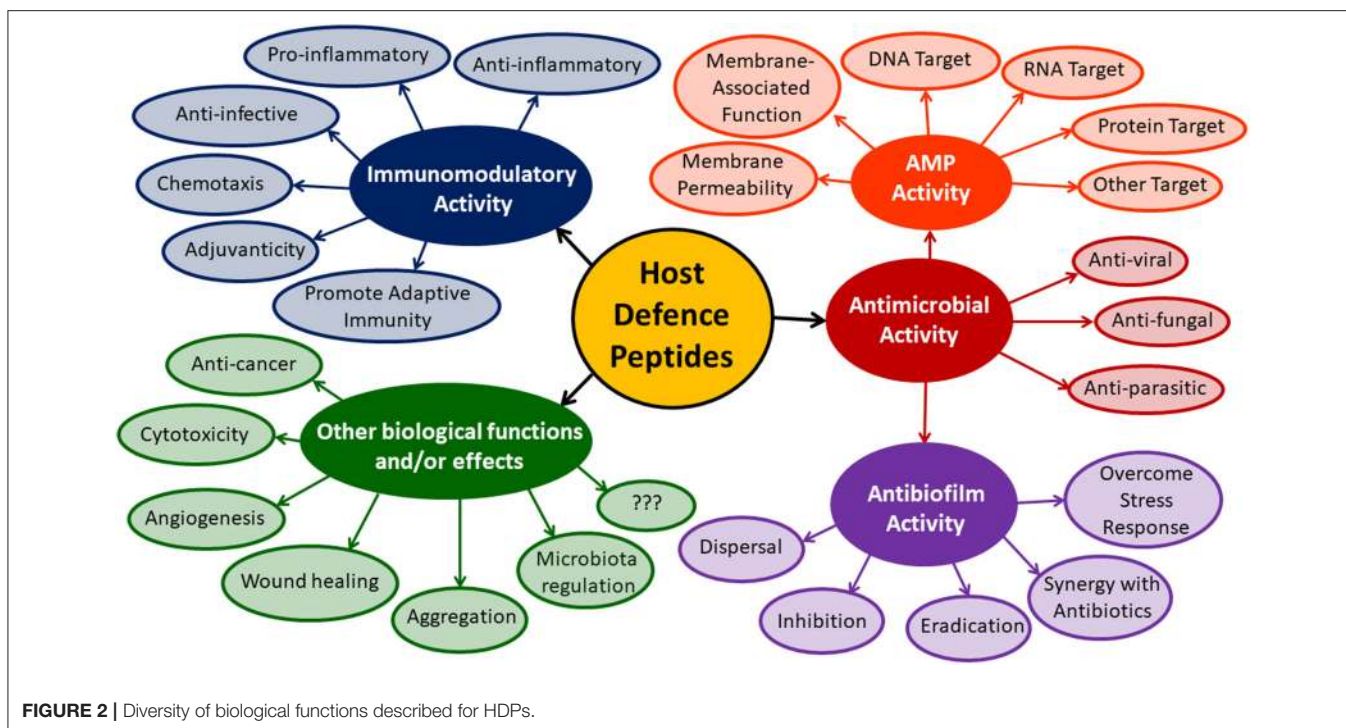 Pro-inflammatory
Anti-inflammatory
Anti-infective
Chemotaxis
Adjuvanticity
Promote Adaptive
Immunity
Immunomodulatory
Activity
Membrane-
Associated
Function
DNA Target
RNA Target
Protein Target
Other Target
Membrane
Permeability
AMP
Activity
Host
Defence
Peptides
Antimicrobial
Activity
Anti-viral
Anti-fungal
Anti-parasitic
Anti-cancer
Cytotoxicity
Angiogenesis
Wound healing
Aggregation
Microbiota
regulation
???
Other biological functions
and/or effects
Antibiofilm
Activity
Dispersal
Inhibition
Eradication
Synergy with
Antibiotics
Overcome
Stress
Response
FIGURE 2 | Diversity of biological functions described for HDPs.